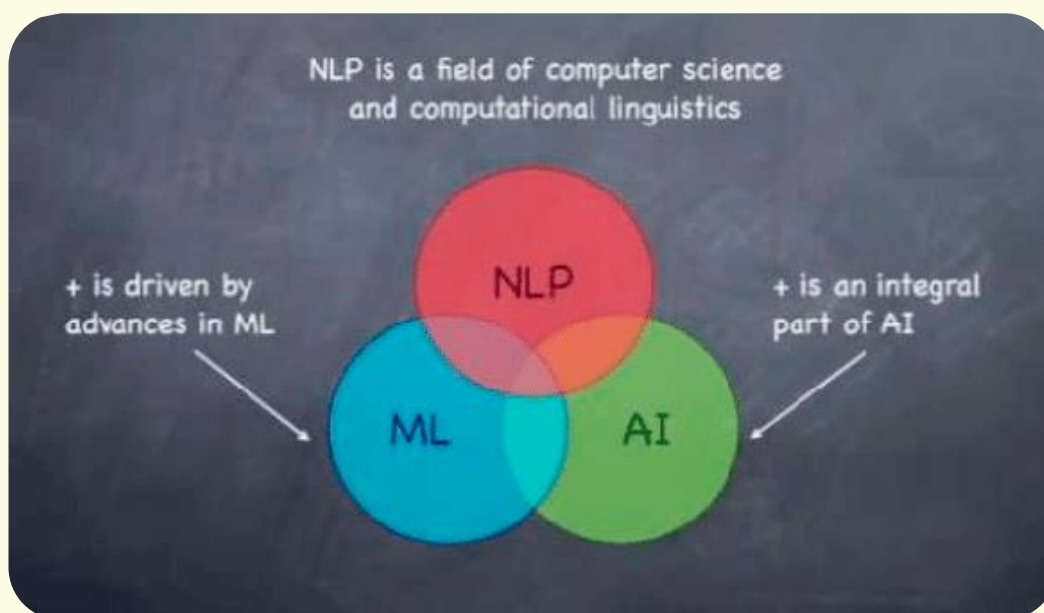 NLP is a field of computer science
and computational linguistics
NLP
+ is driven by
advances in ML
+ is an integral
part of AI
ML
AI